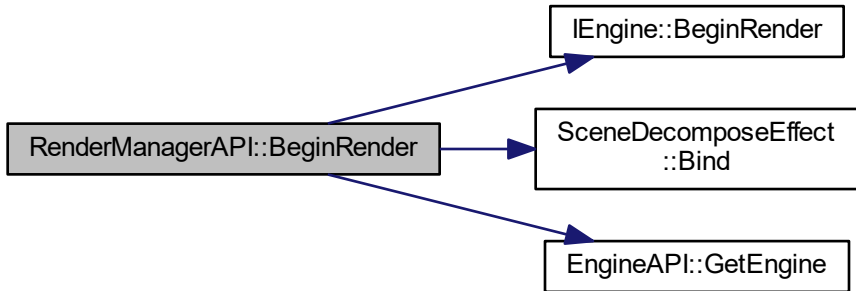 IEngine::BeginRender
RenderManagerAPI::BeginRender
SceneDecomposeEffect
::Bind
EngineAPI::GetEngine